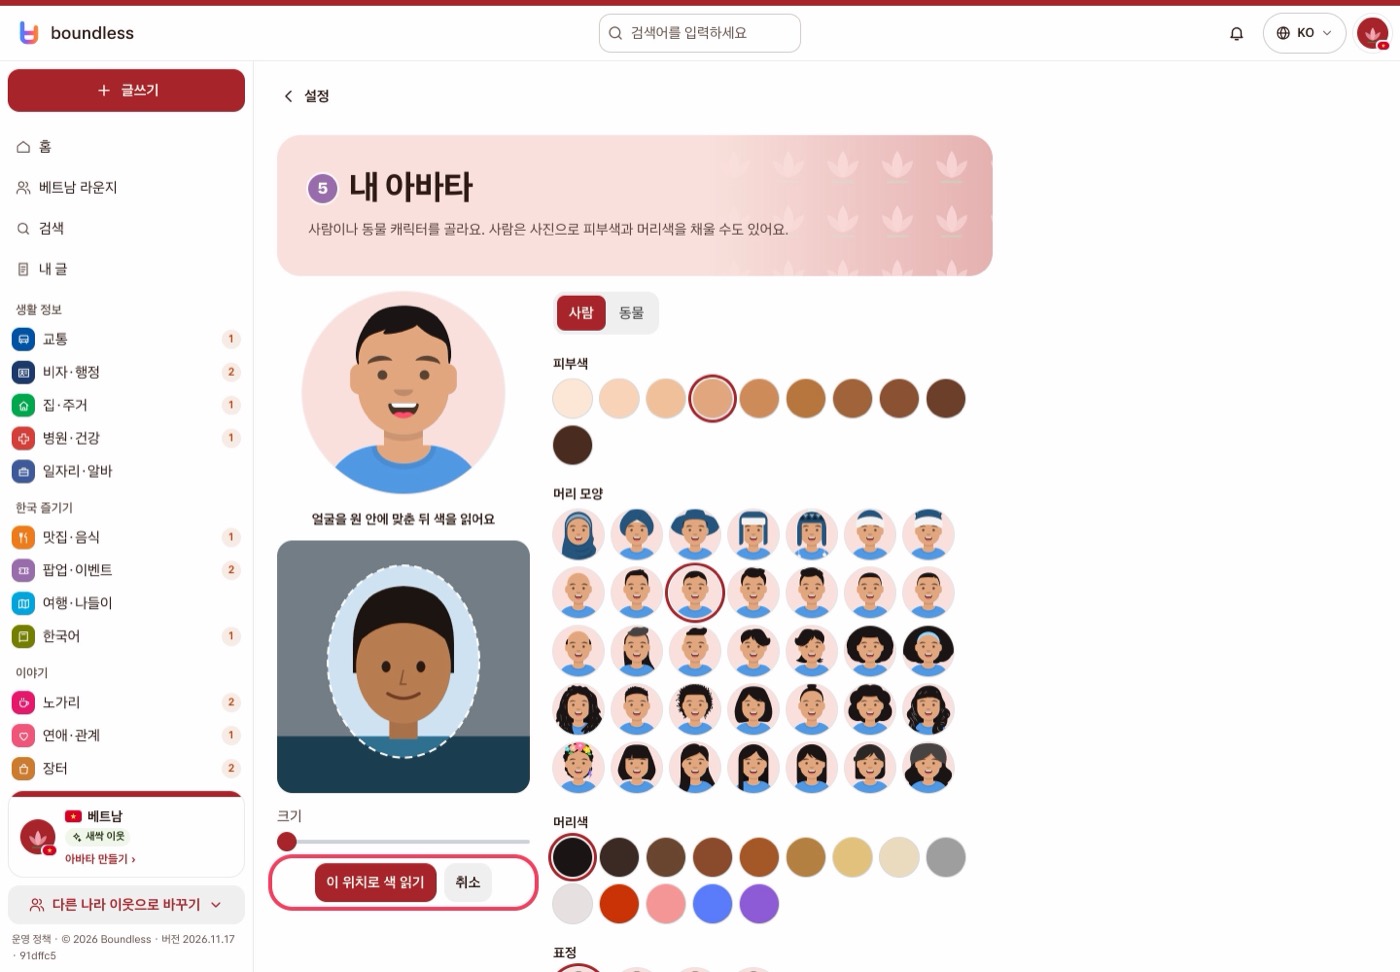 boundless
검색어를 입력하세요
KO
글쓰기
홈
베트남 라운지
검색
내 글
생활 정보
교통 1
비자·행정 2
집·주거 1
병원·건강 1
일자리·알바
한국 즐기기
맛집·음식 1
팝업·이벤트 2
여행·나들이
한국어 1
이야기
노가리 2
연애·관계 1
장터 2
베트남
새싹 이웃
아바타 만들기 ›
다른 나라 이웃으로 바꾸기
운영 정책 · © 2026 Boundless · 버전 2026.11.17
· 91dffc5
설정
5 내 아바타
사람이나 동물 캐릭터를 골라요. 사람은 사진으로 피부색과 머리색을 채울 수도 있어요.
얼굴을 원 안에 맞춘 뒤 색을 읽어요
크기
이 위치로 색 읽기 취소
사람 동물
피부색
머리 모양
머리색
표정